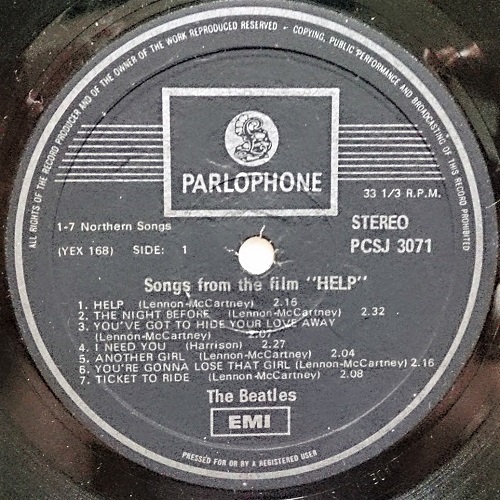 ALL RIGHTS OF THE RECORD PRODUCER AND OF THE OWNER OF THE WORK REPRODUCED RESERVED - COPYING, PUBLIC PERFORMANCE AND BROADCASTING OF THIS RECORD PROHIBITED
£
PARLOPHONE
33 1/3 R.P.M.
1-7 Northern Songs
STEREO
(YEX 168) SIDE: 1
PCSJ 3071
Songs from the film "HELP"
1. HELP (Lennon-McCartney) 2.16
2. THE NIGHT BEFORE (Lennon-McCartney) 2.32
3. YOU'VE GOT TO HIDE YOUR LOVE AWAY
(Lennon-McCartney) 2.07
4. I NEED YOU (Harrison) 2.27
5. ANOTHER GIRL (Lennon-McCartney) 2.04
6. YOU'RE GONNA LOSE THAT GIRL (Lennon-McCartney) 2.16
7. TICKET TO RIDE (Lennon-McCartney) 2.08
The Beatles
EMI
PRESSED FOR OR BY A REGISTERED USER